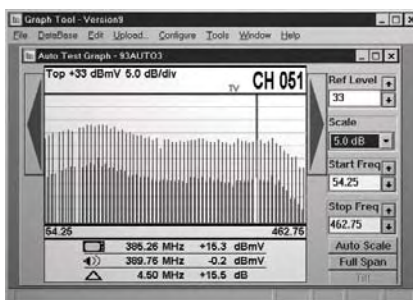 Graph Tool - Version9
File DataBase Edit Upload... Configure Tools Window Help
Auto Test Graph - 93AUTO3
Top +33 dBmV 5.0 dB/div
TV
CH 051
Ref Level
33
Scale
5.0 dB
Start Freq
54.25
Stop Freq
462.75
54.25 462.75
385.26 MHz +15.3 dBmV
389.76 MHz -0.2 dBmV
4.50 MHz +15.5 dB
Auto Scale
Full Span
Tilt